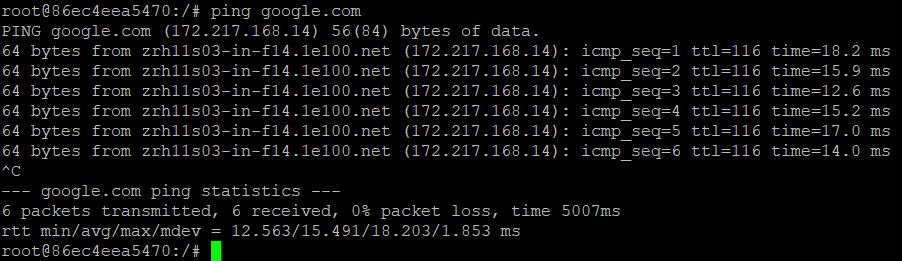 root@86ec4eea5470:/# ping google.com
PING google.com (172.217.168.14) 56(84) bytes of data.
64 bytes from zrh11s03-in-f14.1e100.net (172.217.168.14): icmp_seq=1 ttl=116 time=18.2 ms
64 bytes from zrh11s03-in-f14.1e100.net (172.217.168.14): icmp_seq=2 ttl=116 time=15.9 ms
64 bytes from zrh11s03-in-f14.1e100.net (172.217.168.14): icmp_seq=3 ttl=116 time=12.6 ms
64 bytes from zrh11s03-in-f14.1e100.net (172.217.168.14): icmp_seq=4 ttl=116 time=15.2 ms
64 bytes from zrh11s03-in-f14.1e100.net (172.217.168.14): icmp_seq=5 ttl=116 time=17.0 ms
64 bytes from zrh11s03-in-f14.1e100.net (172.217.168.14): icmp_seq=6 ttl=116 time=14.0 ms
^C
--- google.com ping statistics ---
6 packets transmitted, 6 received, 0% packet loss, time 5007ms
rtt min/avg/max/mdev = 12.563/15.491/18.203/1.853 ms
root@86ec4eea5470:/#